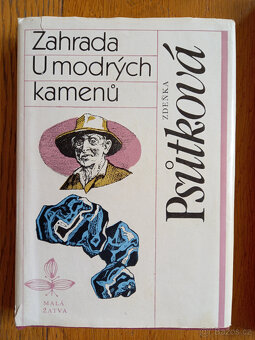 Zahrada
U modrých
kamenů
ZDEŇKA
Psůtková
MALÁ
ŽATVA